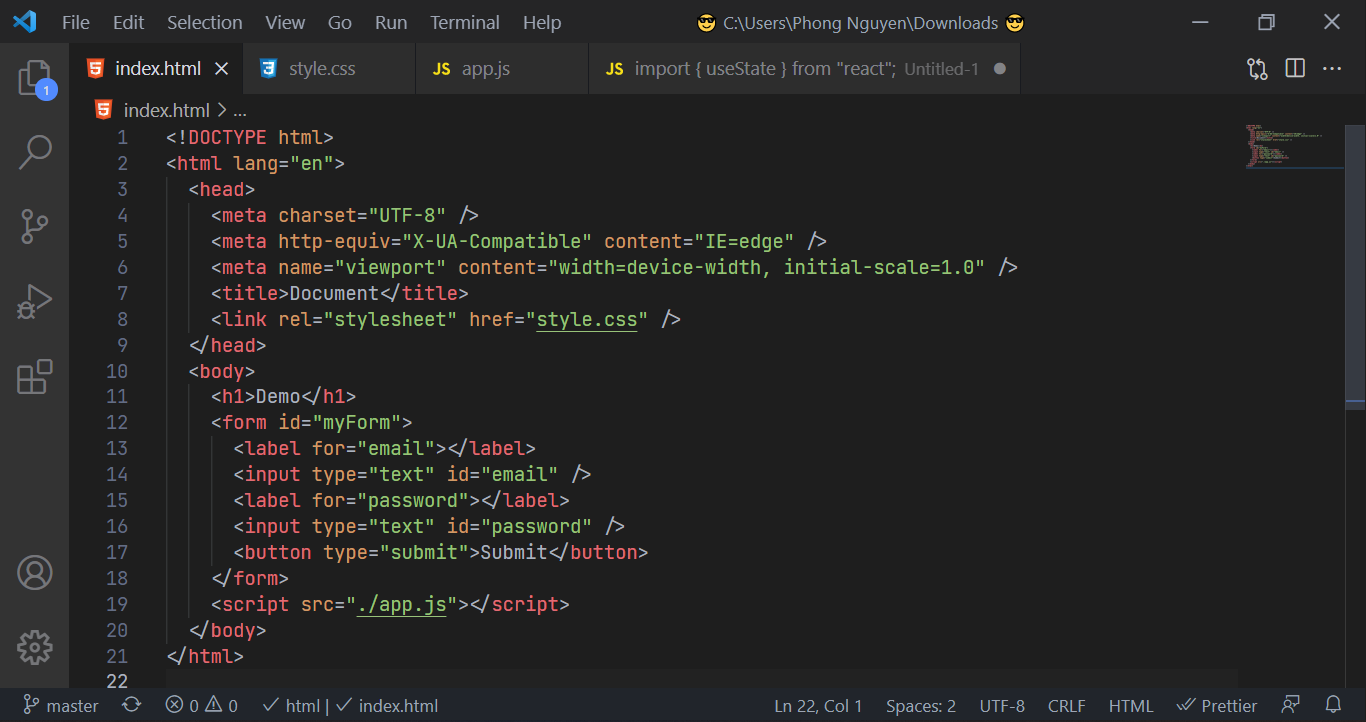 File Edit Selection View Go Run Terminal Help 😎 C:\Users\Phong Nguyen\Downloads 😎
index.html style.css JS app.js JS import { useState } from "react"; Untitled-1
1
index.html > ...
1 <!DOCTYPE html>
2 <html lang="en">
3 <head>
4 <meta charset="UTF-8" />
5 <meta http-equiv="X-UA-Compatible" content="IE=edge" />
6 <meta name="viewport" content="width=device-width, initial-scale=1.0" />
7 <title>Document</title>
8 <link rel="stylesheet" href="style.css" />
9 </head>
10 <body>
11 <h1>Demo</h1>
12 <form id="myForm">
13 <label for="email"></label>
14 <input type="text" id="email" />
15 <label for="password"></label>
16 <input type="text" id="password" />
17 <button type="submit">Submit</button>
18 </form>
19 <script src="./app.js"></script>
20 </body>
21 </html>
22
master 0 0 ✓ html | ✓ index.html Ln 22, Col 1 Spaces: 2 UTF-8 CRLF HTML Prettier